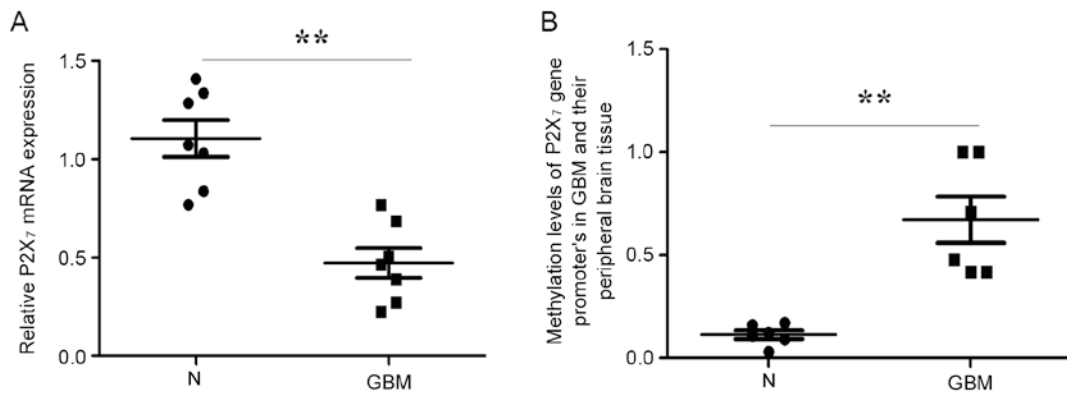 A
**
1.5
1.0
0.5
0.0
Relative P2X₇ mRNA expression
N
GBM
B
**
1.5
1.0
0.5
0.0
Methylation levels of P2X₇ gene
promoter's in GBM and their
peripheral brain tissue
N
GBM